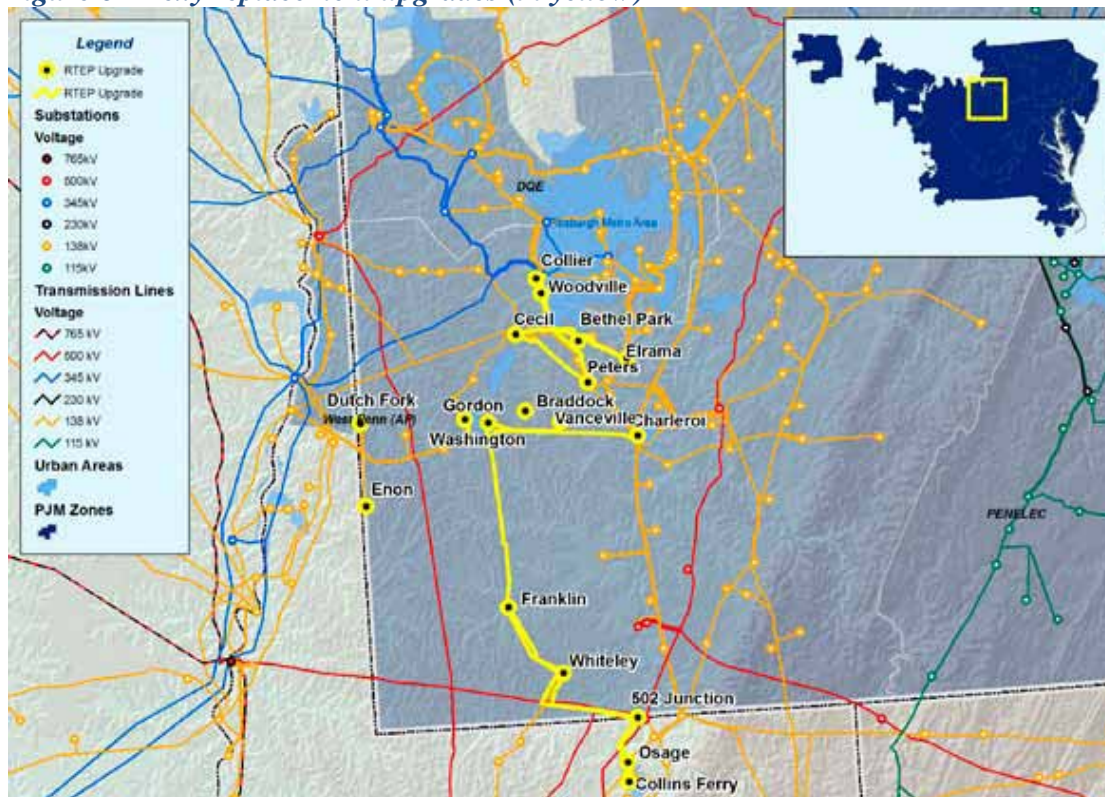 Legend
RTEP Upgrade
RTEP Upgrade
Substations
Voltage
765kV
500kV
345kV
230kV
138kV
115kV
Transmission Lines
Voltage
765 kV
500 kV
345 kV
230 kV
138 kV
115 kV
Urban Areas
PJM Zones
DQE
Pittsburgh Metro Area
Collier
Woodville
Cecil
Bethel Park
Elrama
Peters
Dutch Fork
West Penn (AP)
Gordon
Braddock
Vanceville
Charleroi
Washington
Enon
PENELEC
Franklin
Whiteley
502 Junction
Osage
Collins Ferry